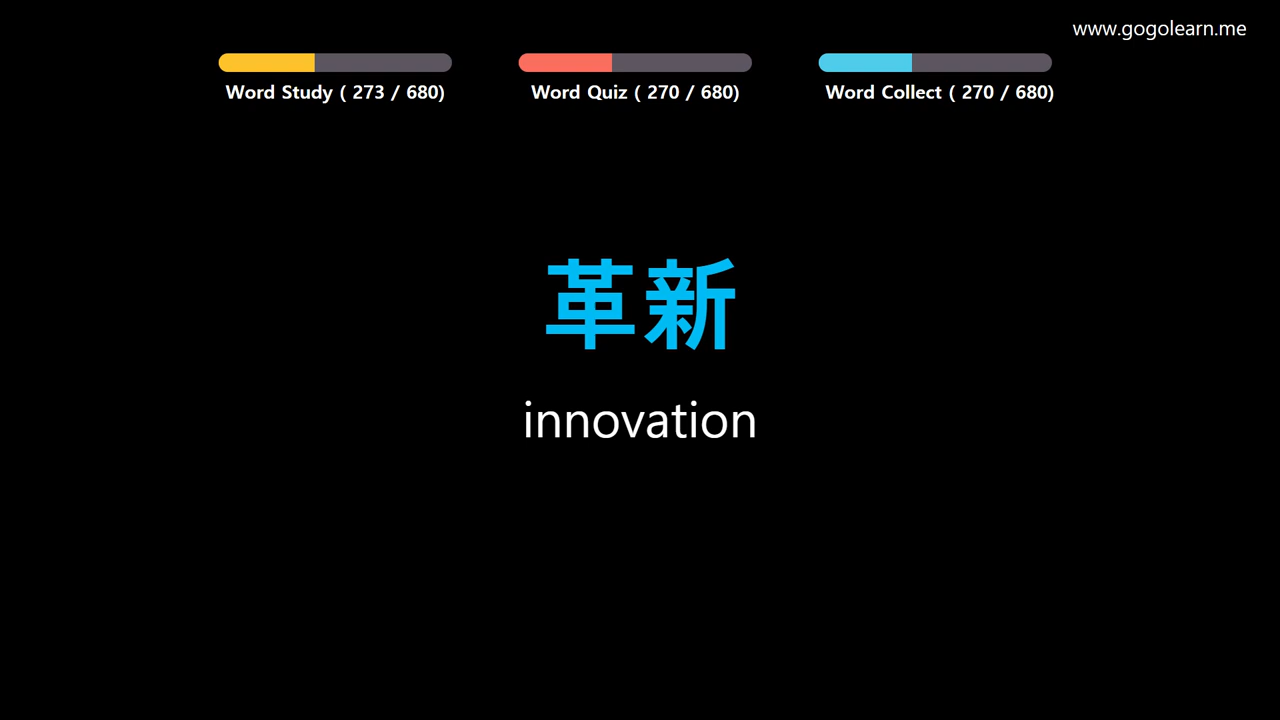 www.gogolearn.me
Word Study ( 273 / 680)
Word Quiz ( 270 / 680)
Word Collect ( 270 / 680)
革新
innovation